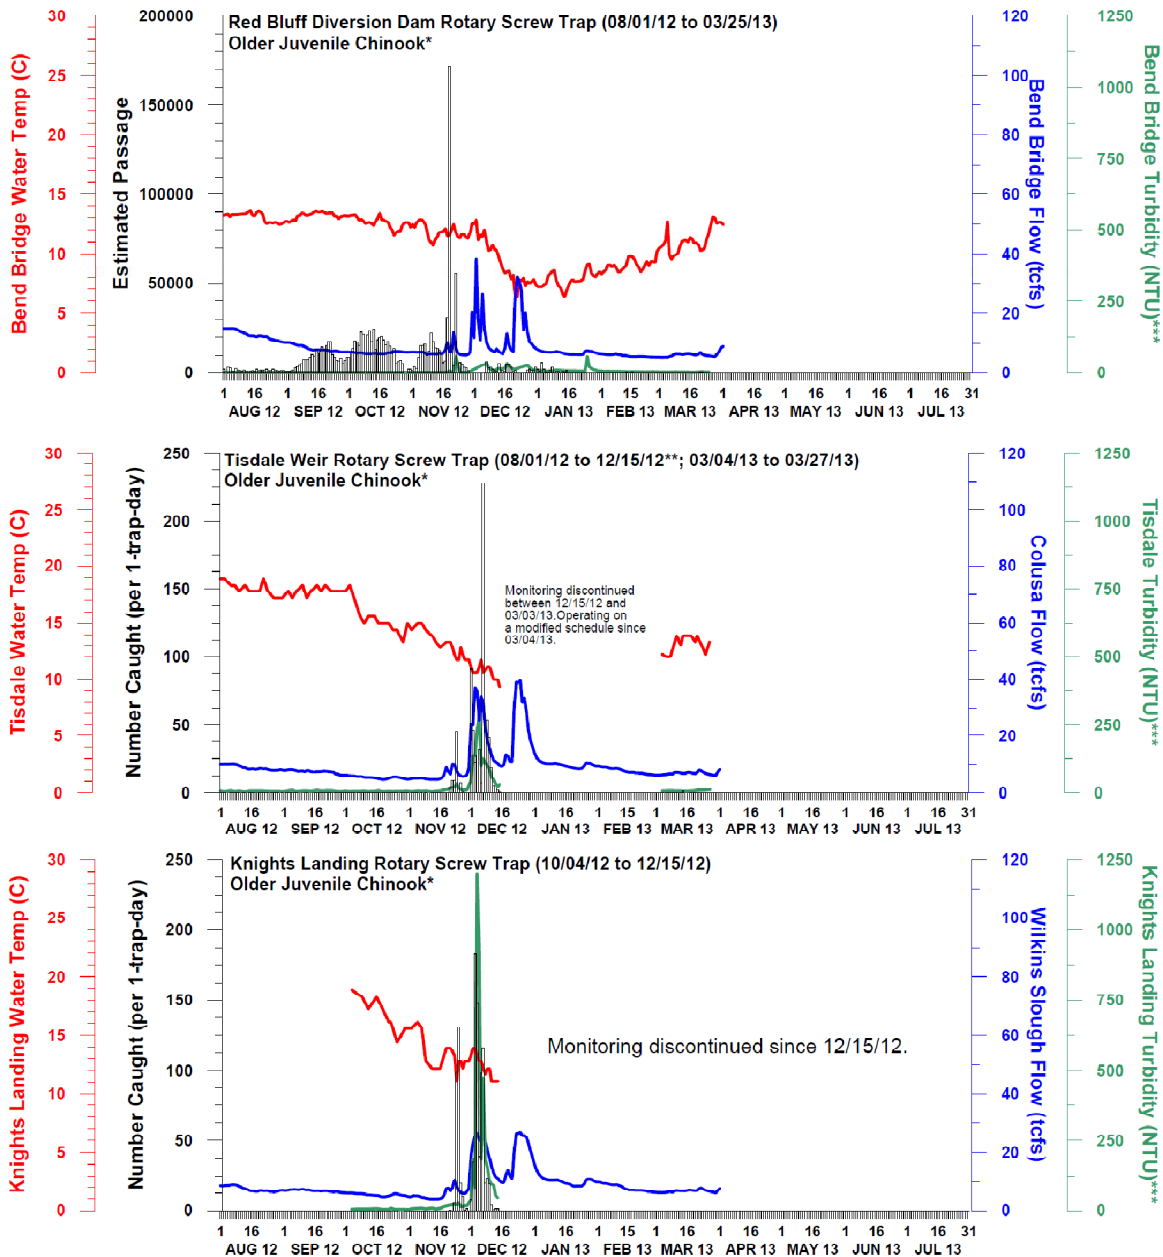 Red Bluff Diversion Dam Rotary Screw Trap (08/01/12 to 03/25/13)
Older Juvenile Chinook*
Bend Bridge Water Temp (C)
30
25
20
15
10
5
0
Estimated Passage
200000
150000
100000
50000
0
120
100
80
60
40
20
0
Bend Bridge Flow (tcfs)
1250
1000
750
500
250
0
Bend Bridge Turbidity (NTU)**
1 16 1 16 1 16 1 16 1 16 1 16 1 16 1 16 1 16 1 16 1 16 1 16 31
AUG 12 SEP 12 OCT 12 NOV 12 DEC 12 JAN 13 FEB 13 MAR 13 APR 13 MAY 13 JUN 13 JUL 13
Tisdale Weir Rotary Screw Trap (08/01/12 to 12/15/12**; 03/04/13 to 03/27/13)
Older Juvenile Chinook*
Tisdale Water Temp (C)
30
25
20
15
10
5
0
Number Caught (per 1-trap-day)
250
200
150
100
50
0
Monitoring discontinued
between 12/15/12 and
03/03/13.Operating on
a modified schedule since
03/04/13.
120
100
80
60
40
20
0
Colusa Flow (tcfs)
1250
1000
750
500
250
0
Tisdale Turbidity (NTU)***
1 16 1 16 1 16 1 16 1 16 1 16 1 16 1 16 1 16 1 16 1 16 1 16 31
AUG 12 SEP 12 OCT 12 NOV 12 DEC 12 JAN 13 FEB 13 MAR 13 APR 13 MAY 13 JUN 13 JUL 13
Knights Landing Rotary Screw Trap (10/04/12 to 12/15/12)
Older Juvenile Chinook*
Knights Landing Water Temp (C)
30
25
20
15
10
5
0
Number Caught (per 1-trap-day)
250
200
150
100
50
0
Monitoring discontinued since 12/15/12.
120
100
80
60
40
20
0
Wilkins Slough Flow (tcfs)
1250
1000
750
500
250
0
Knights Landing Turbidity (NTU)***
1 16 1 16 1 16 1 16 1 16 1 16 1 16 1 16 1 16 1 16 1 16 1 16 31
AUG 12 SEP 12 OCT 12 NOV 12 DEC 12 JAN 13 FEB 13 MAR 13 APR 13 MAY 13 JUN 13 JUL 13